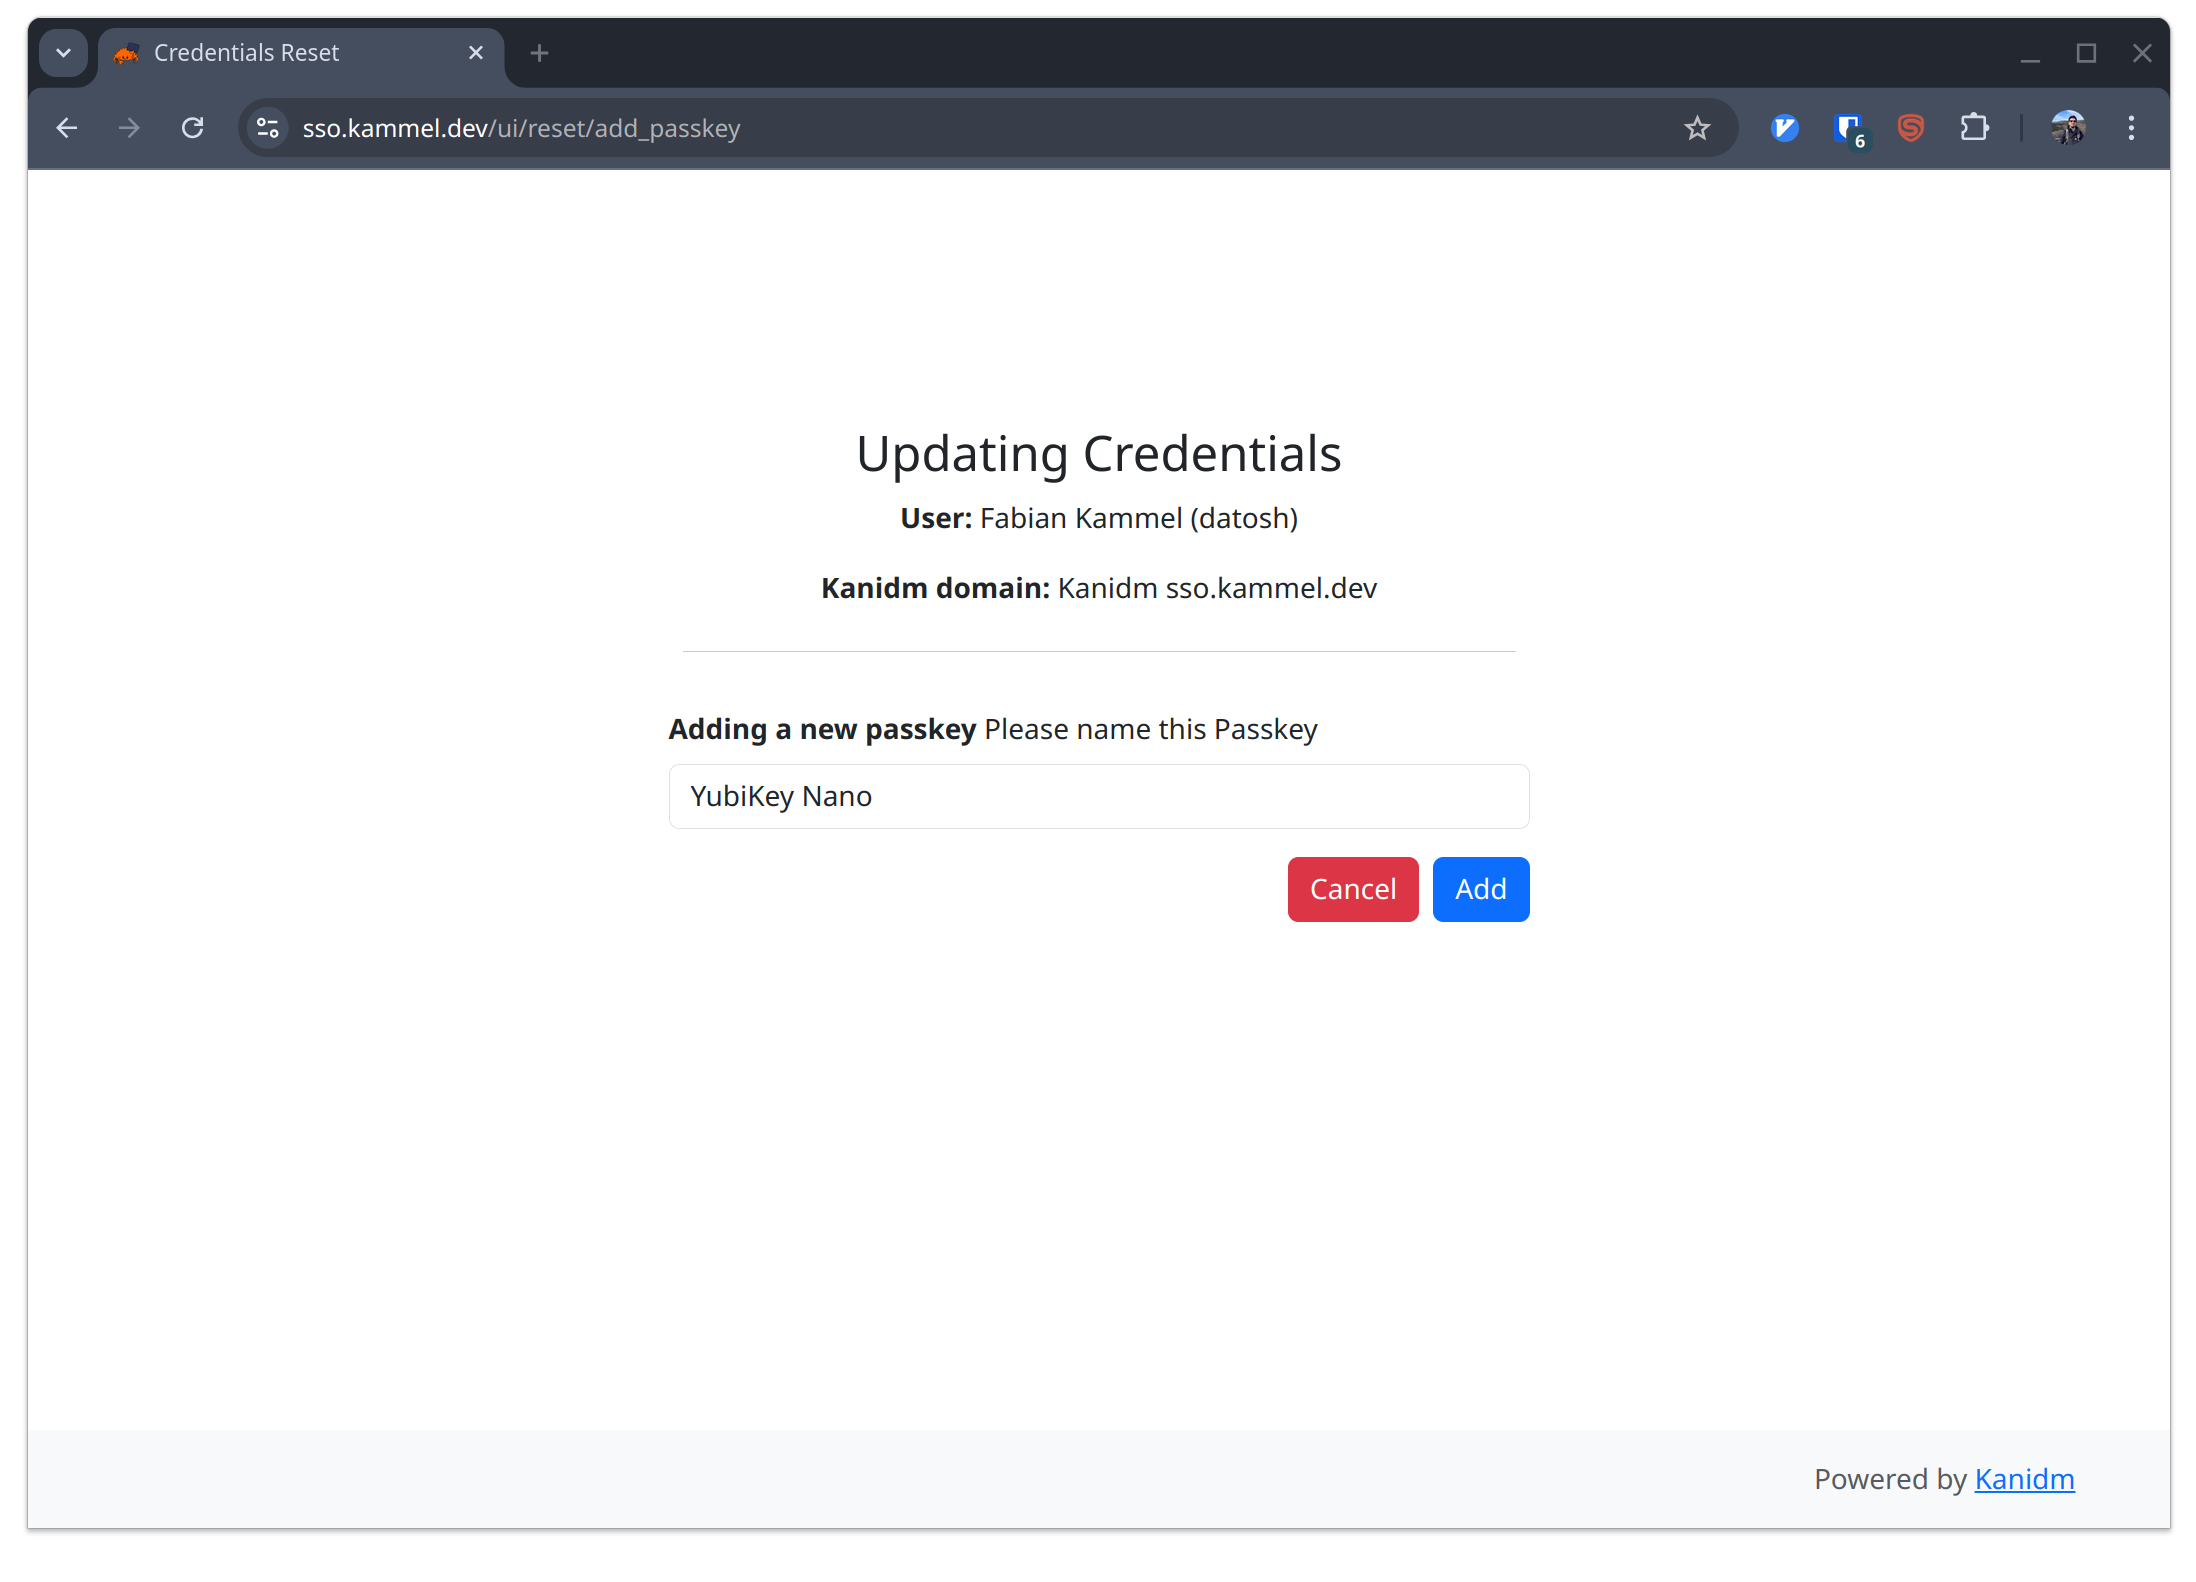 Credentials Reset
sso.kammel.dev/ui/reset/add_passkey
6
Updating Credentials
User: Fabian Kammel (datosh)
Kanidm domain: Kanidm sso.kammel.dev
Adding a new passkey Please name this Passkey
YubiKey Nano
Cancel Add
Powered by Kanidm